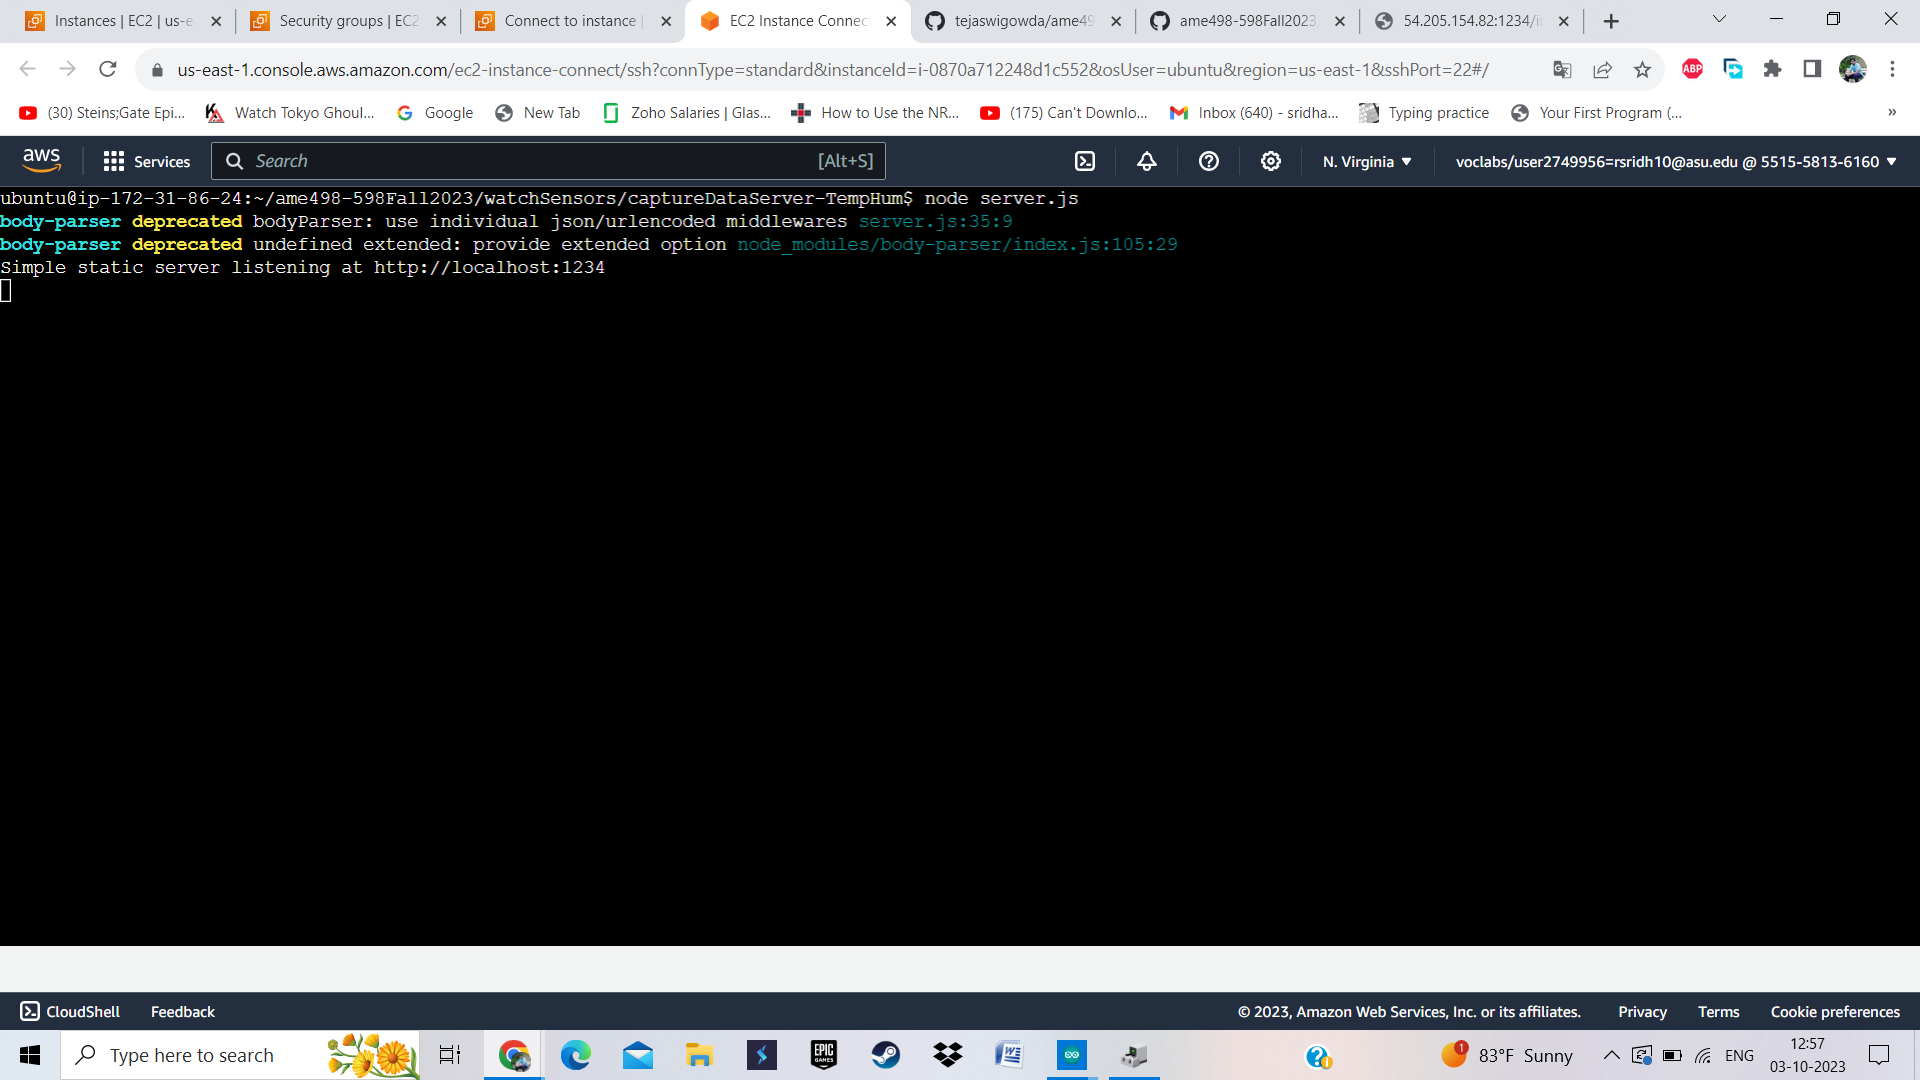 Instances | EC2 | us-e
Security groups | EC2
Connect to instance |
EC2 Instance Connect
tejaswigowda/ame49
ame498-598Fall2023
54.205.154.82:1234/i
us-east-1.console.aws.amazon.com/ec2-instance-connect/ssh?connType=standard&instanceId=i-0870a712248d1c552&osUser=ubuntu&region=us-east-1&sshPort=22#/
ABP
(30) Steins;Gate Epi...
Watch Tokyo Ghoul...
Google
New Tab
Zoho Salaries | Glas...
How to Use the NR...
(175) Can't Downlo...
Inbox (640) - sridha...
Typing practice
Your First Program (...
»
aws
Services
Search
[Alt+S]
N. Virginia
voclabs/user2749956=rsridh10@asu.edu @ 5515-5813-6160
ubuntu@ip-172-31-86-24:~/ame498-598Fall2023/watchSensors/captureDataServer-TempHum$ node server.js
body-parser deprecated bodyParser: use individual json/urlencoded middlewares server.js:35:9
body-parser deprecated undefined extended: provide extended option node_modules/body-parser/index.js:105:29
Simple static server listening at http://localhost:1234
CloudShell
Feedback
© 2023, Amazon Web Services, Inc. or its affiliates.
Privacy
Terms
Cookie preferences
Type here to search
EPIC
GAMES
1
83°F Sunny
ENG
12:57
03-10-2023